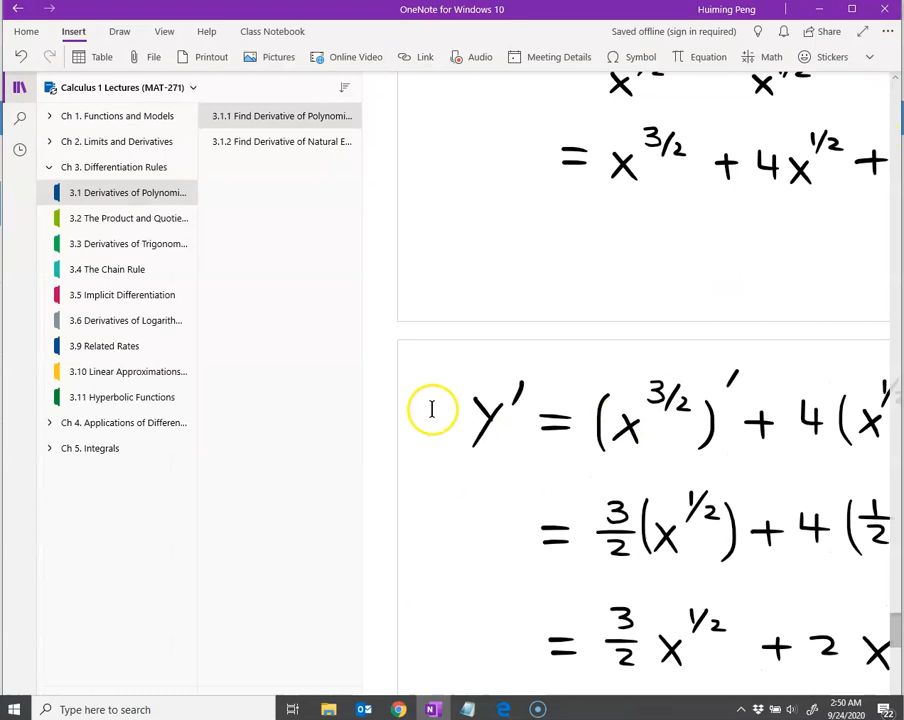 OneNote for Windows 10
Huiming Peng
Home Insert Draw View Help Class Notebook
Saved offline (sign in required)
Share
Table File Printout Pictures Online Video Link Audio Meeting Details Symbol Equation Math Stickers
Calculus 1 Lectures (MAT-271)
Ch 1. Functions and Models
Ch 2. Limits and Derivatives
Ch 3. Differentiation Rules
3.1 Derivatives of Polynomi...
3.2 The Product and Quotie...
3.3 Derivatives of Trigonom...
3.4 The Chain Rule
3.5 Implicit Differentiation
3.6 Derivatives of Logarith...
3.9 Related Rates
3.10 Linear Approximations...
3.11 Hyperbolic Functions
Ch 4. Applications of Differen...
Ch 5. Integrals
3.1.1 Find Derivative of Polynomi...
3.1.2 Find Derivative of Natural E...
= x^{3/2} + 4x^{1/2} +
y' = (x^{3/2})' + 4(x
= 3/2 (x^{1/2}) + 4(1/2
= 3/2 x^{1/2} + 2 x
Type here to search
2:50 AM
9/24/2020
22